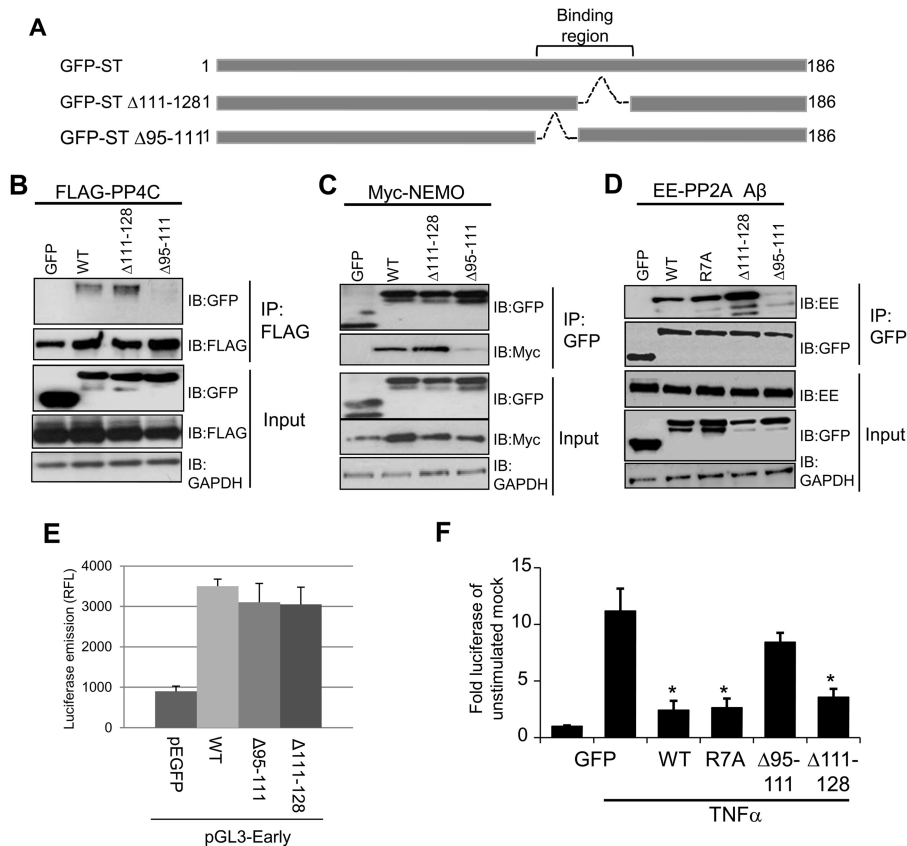 A
Binding
region
GFP-ST 1 186
GFP-ST Δ111-128 1 186
GFP-ST Δ95-111 1 186
B
FLAG-PP4C
GFP
WT
Δ111-128
Δ95-111
IB:GFP
IB:FLAG
IP:
FLAG
IB:GFP
IB:FLAG
IB:
GAPDH
Input
C
Myc-NEMO
GFP
WT
Δ111-128
Δ95-111
IB:GFP
IB:Myc
IP:
GFP
IB:GFP
IB:Myc
IB:
GAPDH
Input
D
EE-PP2A Aβ
GFP
WT
R7A
Δ111-128
Δ95-111
IB:EE
IB:GFP
IP:
GFP
IB:EE
IB:GFP
IB:
GAPDH
Input
E
Luciferase emission (RFL)
4000
3000
2000
1000
0
pEGFP
WT
Δ95-111
Δ111-128
pGL3-Early
F
Fold luciferase of
unstimulated mock
15
10
5
0
GFP WT R7A Δ95-111 Δ111-128
* * *
TNFα